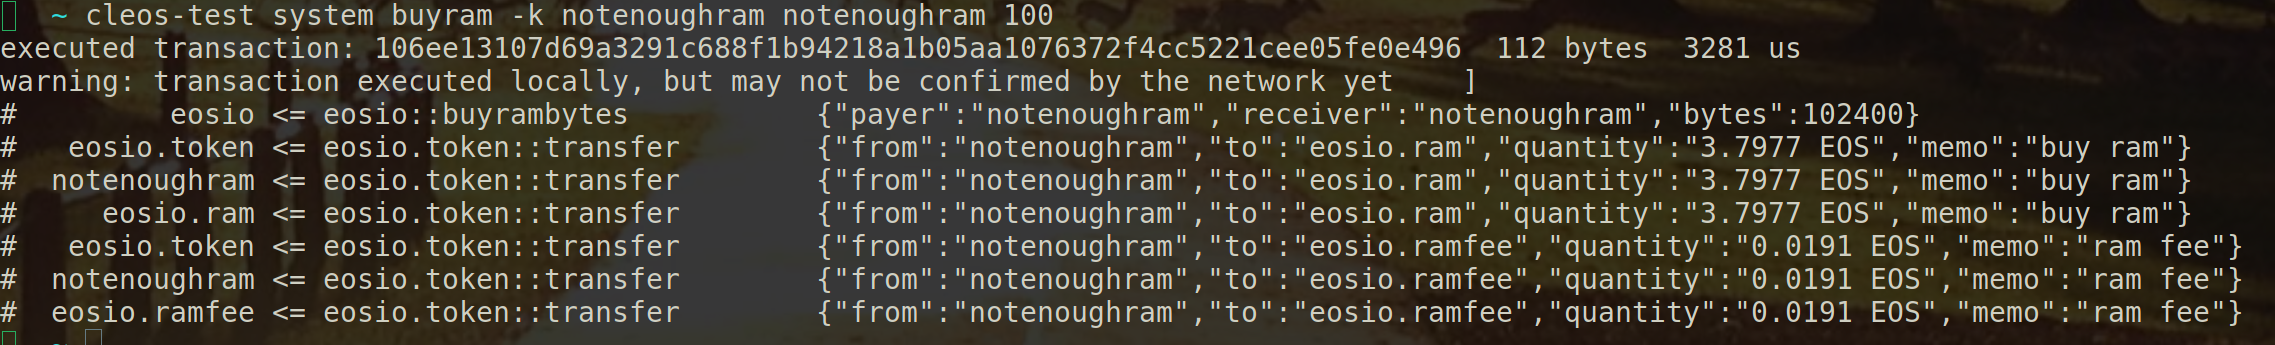 ~ cleos-test system buyram -k notenoughram notenoughram 100
executed transaction: 106ee13107d69a3291c688f1b94218a1b05aa1076372f4cc5221cee05fe0e496  112 bytes  3281 us
warning: transaction executed locally, but may not be confirmed by the network yet    ]
#         eosio <= eosio::buyrambytes           {"payer":"notenoughram","receiver":"notenoughram","bytes":102400}
#   eosio.token <= eosio.token::transfer        {"from":"notenoughram","to":"eosio.ram","quantity":"3.7977 EOS","memo":"buy ram"}
#  notenoughram <= eosio.token::transfer        {"from":"notenoughram","to":"eosio.ram","quantity":"3.7977 EOS","memo":"buy ram"}
#     eosio.ram <= eosio.token::transfer        {"from":"notenoughram","to":"eosio.ram","quantity":"3.7977 EOS","memo":"buy ram"}
#   eosio.token <= eosio.token::transfer        {"from":"notenoughram","to":"eosio.ramfee","quantity":"0.0191 EOS","memo":"ram fee"}
#  notenoughram <= eosio.token::transfer        {"from":"notenoughram","to":"eosio.ramfee","quantity":"0.0191 EOS","memo":"ram fee"}
#  eosio.ramfee <= eosio.token::transfer        {"from":"notenoughram","to":"eosio.ramfee","quantity":"0.0191 EOS","memo":"ram fee"}